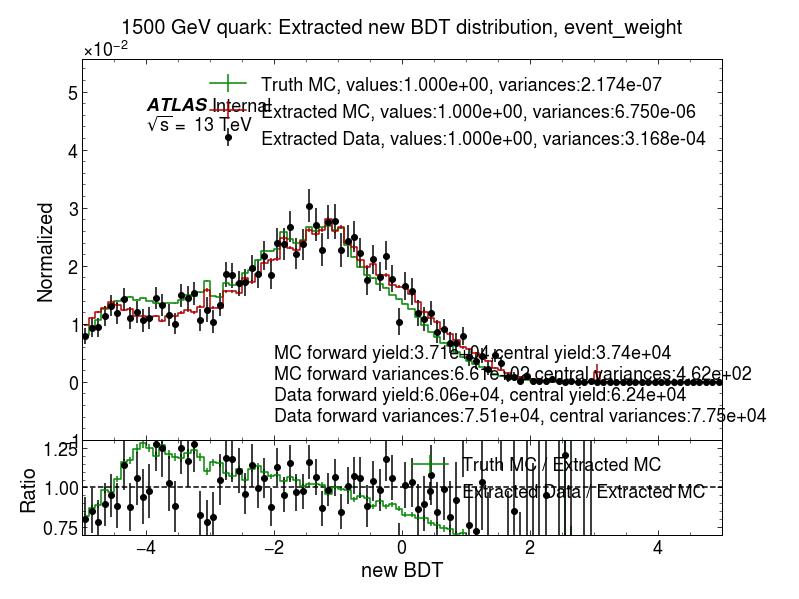 1500 GeV quark: Extracted new BDT distribution, event_weight
×10⁻²
Truth MC, values:1.000e+00, variances:2.174e-07
ATLAS Internal
Extracted MC, values:1.000e+00, variances:6.750e-06
√s = 13 TeV
Extracted Data, values:1.000e+00, variances:3.168e-04
5
4
3
2
1
0
Normalized
MC forward yield:3.71e+04, central yield:3.74e+04
MC forward variances:6.61e+02, central variances:4.62e+02
Data forward yield:6.06e+04, central yield:6.24e+04
Data forward variances:7.51e+04, central variances:7.75e+04
1.25
1.00
0.75
Ratio
Truth MC / Extracted MC
Extracted Data / Extracted MC
−4 −2 0 2 4
new BDT